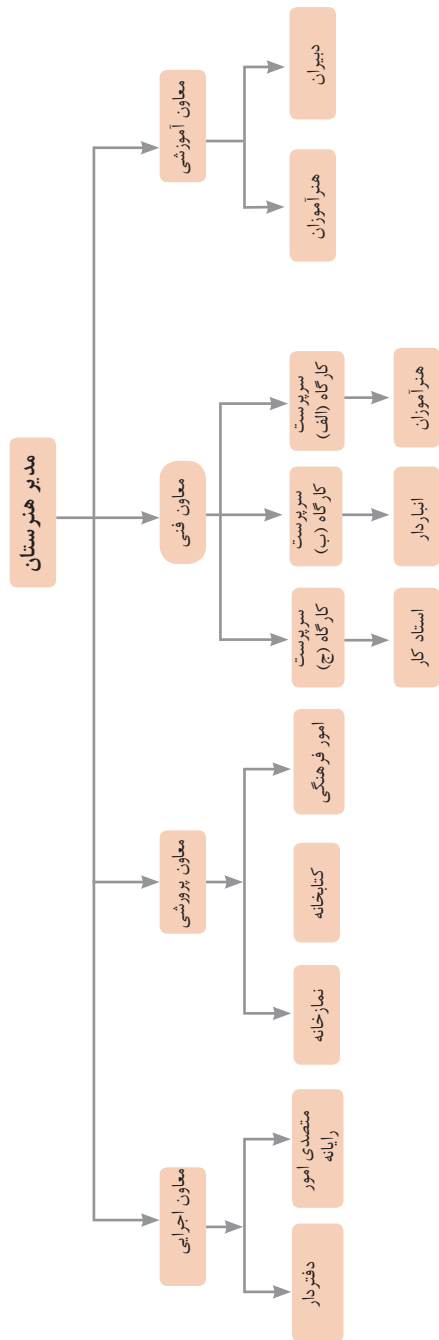 مدیر هنرستان
معاون آموزشی
معاون فنی
معاون پرورشی
معاون اجرایی
دبیران
هنرآموزان
سرپرست
کارگاه (الف)
سرپرست
کارگاه (ب)
سرپرست
کارگاه (ج)
امور فرهنگی
کتابخانه
نمازخانه
متصدی امور
رایانه
دفتردار
هنرآموزان
انباردار
استاد کار